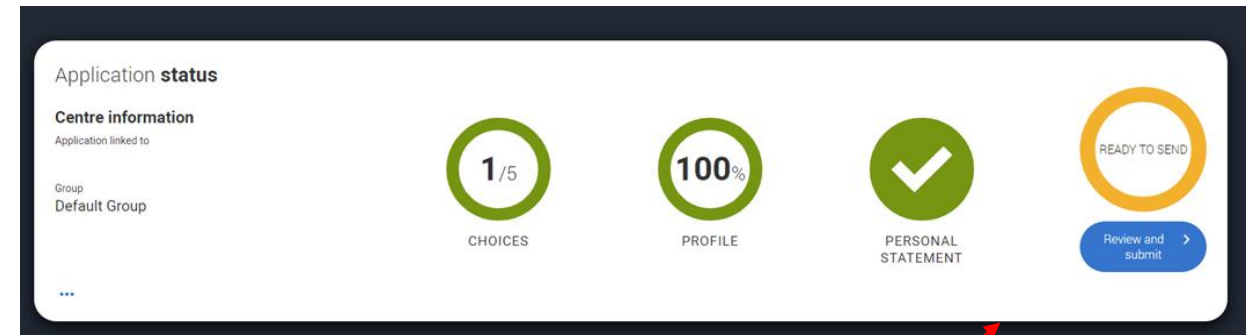 Application status
Centre information
Application linked to
Group
Default Group
1/5
CHOICES
100%
PROFILE
PERSONAL
STATEMENT
READY TO SEND
Review and
submit